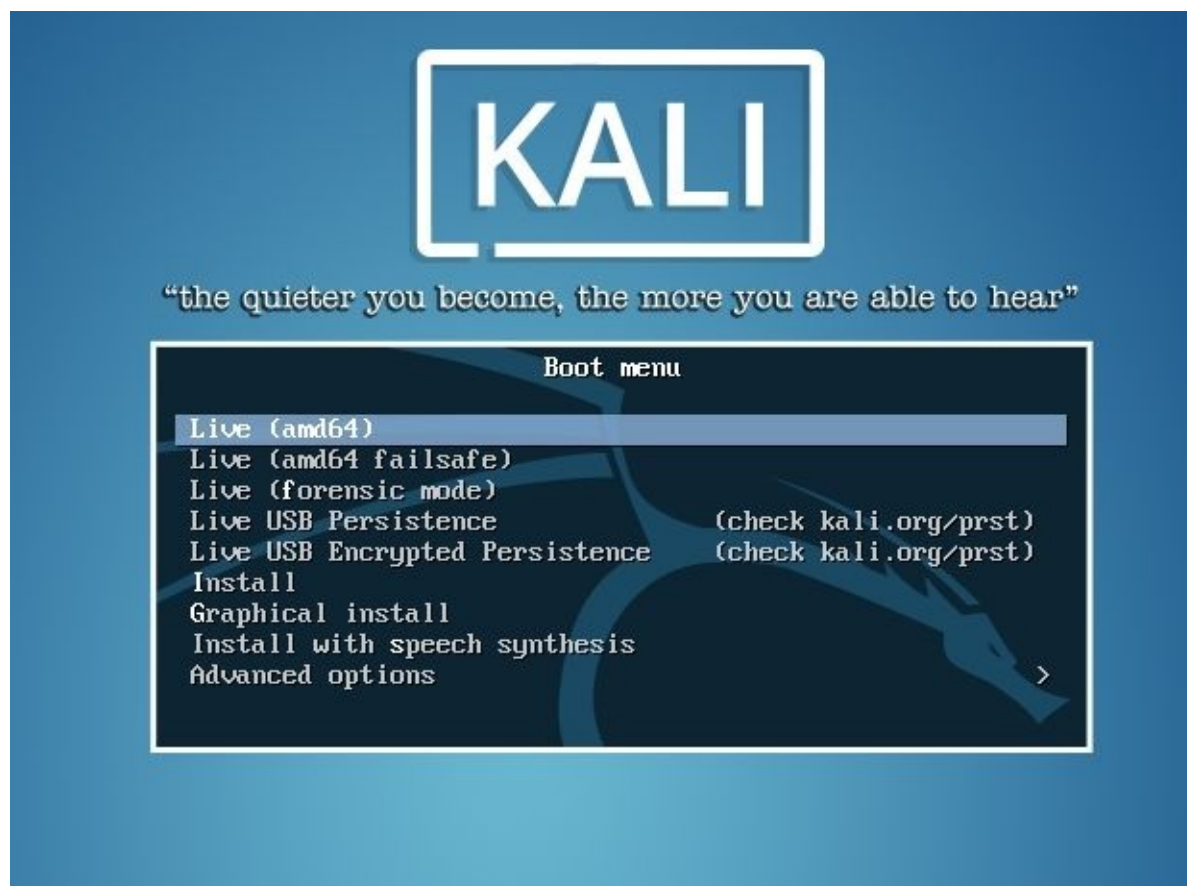 KALI
“the quieter you become, the more you are able to hear”
Boot menu
Live (amd64)
Live (amd64 failsafe)
Live (forensic mode)
Live USB Persistence (check kali.org/prst)
Live USB Encrypted Persistence (check kali.org/prst)
Install
Graphical install
Install with speech synthesis
Advanced options >